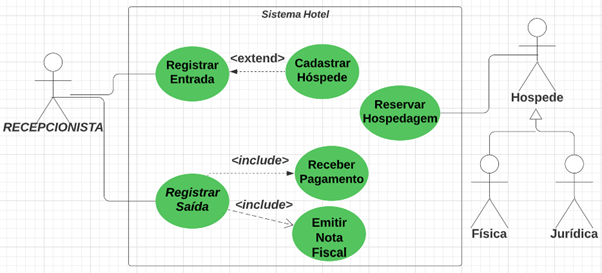 Sistema Hotel
Registrar
Entrada
<extend>
Cadastrar
Hóspede
Reservar
Hospedagem
RECEPCIONISTA
Hospede
Registrar
Saída
<include>
Receber
Pagamento
<include>
Emitir
Nota
Fiscal
Física
Jurídica